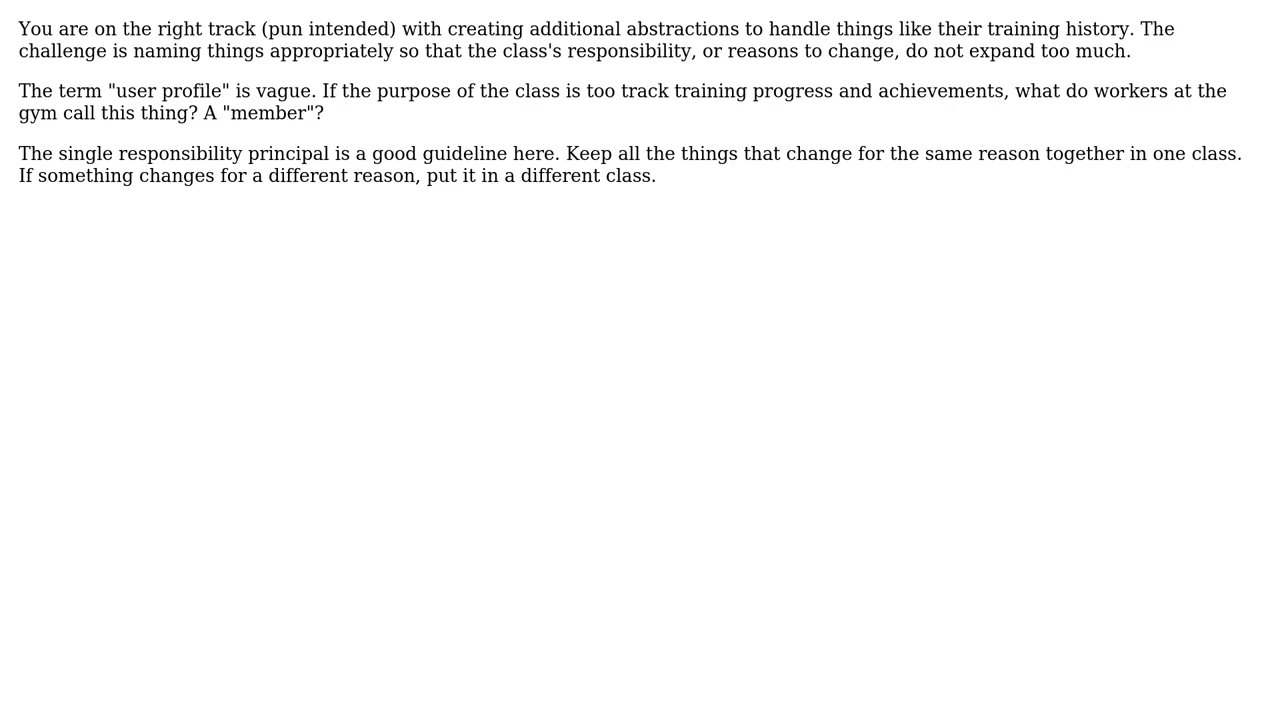 You are on the right track (pun intended) with creating additional abstractions to handle things like their training history. The
challenge is naming things appropriately so that the class's responsibility, or reasons to change, do not expand too much.
The term "user profile" is vague. If the purpose of the class is too track training progress and achievements, what do workers at the
gym call this thing? A "member"?
The single responsibility principal is a good guideline here. Keep all the things that change for the same reason together in one class.
If something changes for a different reason, put it in a different class.